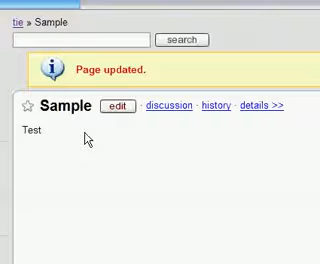 tie » Sample
search
Page updated.
Sample edit · discussion · history · details >>
Test